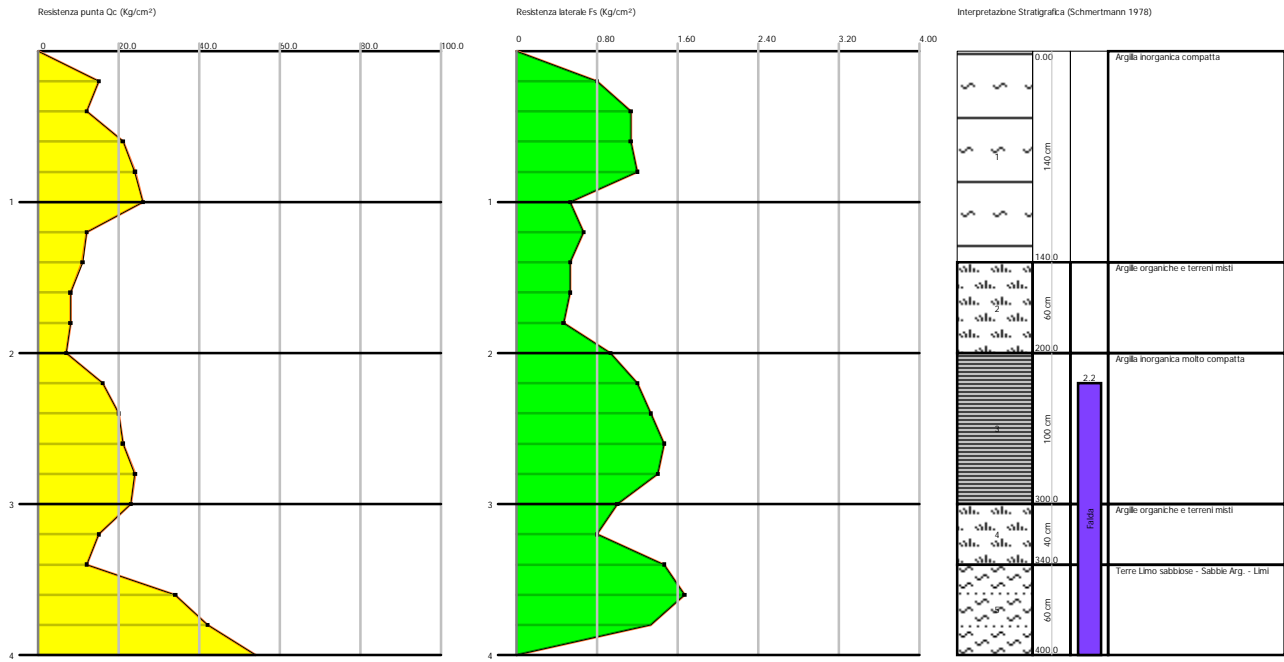 Resistenza punta Qc (Kg/cm²)
0 20.0 40.0 60.0 80.0 100.0
1
2
3
4
Resistenza laterale Fs (Kg/cm²)
0 0.80 1.60 2.40 3.20 4.00
1
2
3
4
Interpretazione Stratigrafica (Schmertmann 1978)
0.00
Argilla inorganica compatta
1
140 cm
140.0
Argille organiche e terreni misti
2
60 cm
200.0
Argilla inorganica molto compatta
2.2
3
100 cm
300.0
Argille organiche e terreni misti
Falda
4
40 cm
340.0
Terre Limo sabbiose - Sabbie Arg. - Limi
5
60 cm
400.0